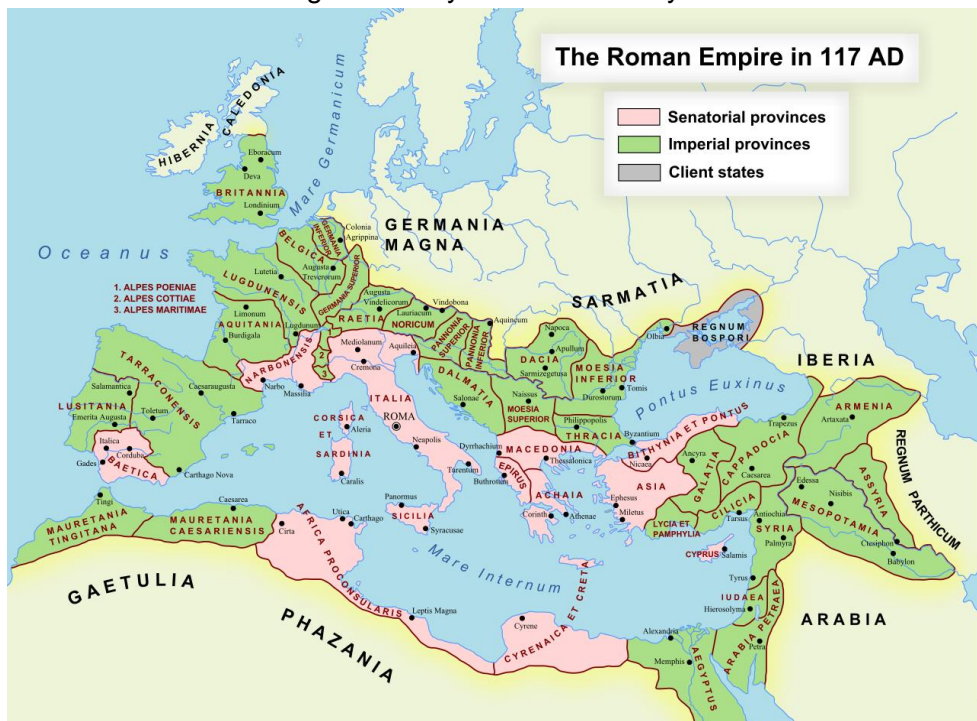 The Roman Empire in 117 AD
Senatorial provinces
Imperial provinces
Client states
HIBERNIA
CALEDONIA
Mare Germanicum
Oceanus
Eboracum
Deva
BRITANNIA
Londinium
GERMANIA
MAGNA
SARMATIA
IBERIA
REGNUM PARTHICUM
ARABIA
PHAZANIA
GAETULIA
1. ALPES POENIAE
2. ALPES COTTIAE
3. ALPES MARITIMAE
GERMANIA
INFERIOR
Colonia
Agrippina
BELGICA
Augusta
Treverorum
Lutetia
LUGDUNENSIS
GERMANIA SUPERIOR
Augusta
Vindelicorum
Limonum
AQUITANIA
Burdigala
Lugdunum
RAETIA
Lauriacum
NORICUM
Vindobona
Aquincum
PANNONIA
SUPERIOR
PANNONIA
INFERIOR
1
2
3
NARBONENSIS
Narbo
Massilia
Mediolanum
Cremona
Aquileia
ITALIA
ROMA
Neapolis
Tarentum
CORSICA
ET
SARDINIA
Aleria
Caralis
Panormus
SICILIA
Syracusae
TARRACONENSIS
Salamantica
Caesaraugusta
LUSITANIA
Toletum
Emerita Augusta
Tarraco
Italica
Corduba
BAETICA
Gades
Carthago Nova
Tingi
MAURETANIA
TINGITANA
Caesarea
MAURETANIA
CAESARIENSIS
Cirta
Utica
Carthago
AFRICA PROCONSULARIS
Leptis Magna
Mare Internum
Cyrene
CYRENAICA ET CRETA
Alexandria
Memphis
AEGYPTUS
DALMATIA
Salonae
Napoca
Apullum
DACIA
Sarmizegetusa
MOESIA
INFERIOR
Tomis
Durostorum
Naissus
MOESIA
SUPERIOR
Philippopolis
THRACIA
Byzantium
Olbia
REGNUM
BOSPORI
Pontus Euxinus
Dyrrhachium
MACEDONIA
Thessalonica
EPIRUS
Buthrotum
ACHAIA
Corinth
Athenae
BITHYNIA ET PONTUS
Nicaea
ASIA
Ephesus
Miletus
Ancyra
GALATIA
CAPPADOCIA
Caesarea
Trapezus
ARMENIA
Artaxata
LYCIA ET
PAMPHYLIA
CILICIA
Tarsus
Antiochia
SYRIA
Palmyra
CYPRUS
Salamis
Edessa
Nisibis
MESOPOTAMIA
ASSYRIA
Ctesiphon
Babylon
Tyrus
IUDAEA
Hierosolyma
ARABIA PETRAEA
Petra